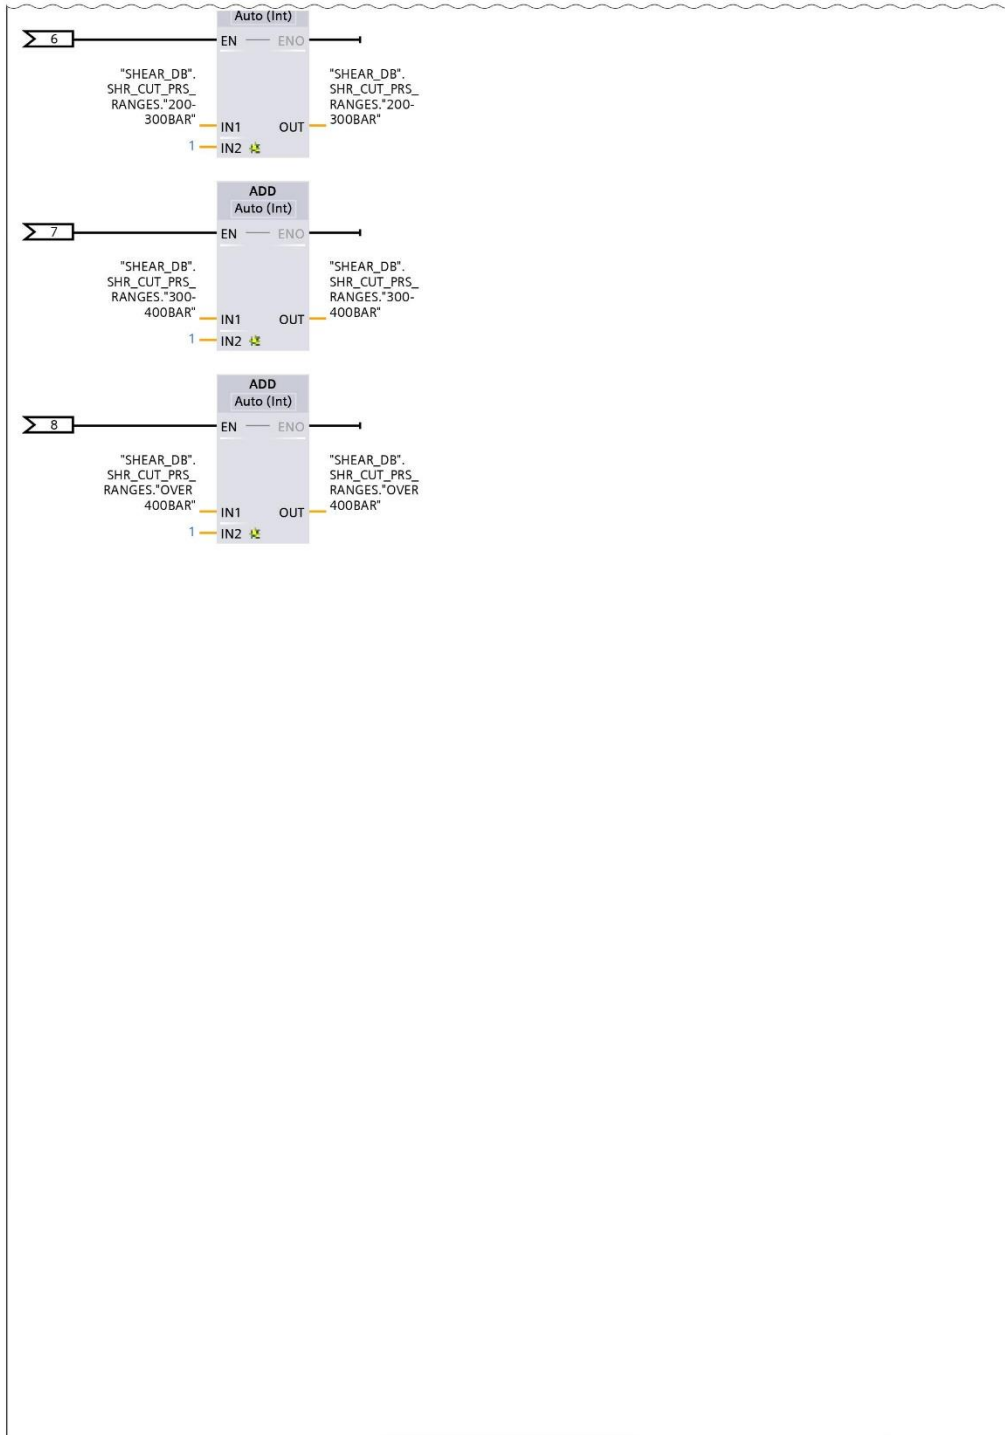 Auto (Int)
6
EN
ENO
"SHEAR_DB".
SHR_CUT_PRS_
RANGES."200-
300BAR"
IN1
1
IN2
OUT
"SHEAR_DB".
SHR_CUT_PRS_
RANGES."200-
300BAR"
ADD
Auto (Int)
7
EN
ENO
"SHEAR_DB".
SHR_CUT_PRS_
RANGES."300-
400BAR"
IN1
1
IN2
OUT
"SHEAR_DB".
SHR_CUT_PRS_
RANGES."300-
400BAR"
ADD
Auto (Int)
8
EN
ENO
"SHEAR_DB".
SHR_CUT_PRS_
RANGES."OVER
400BAR"
IN1
1
IN2
OUT
"SHEAR_DB".
SHR_CUT_PRS_
RANGES."OVER
400BAR"